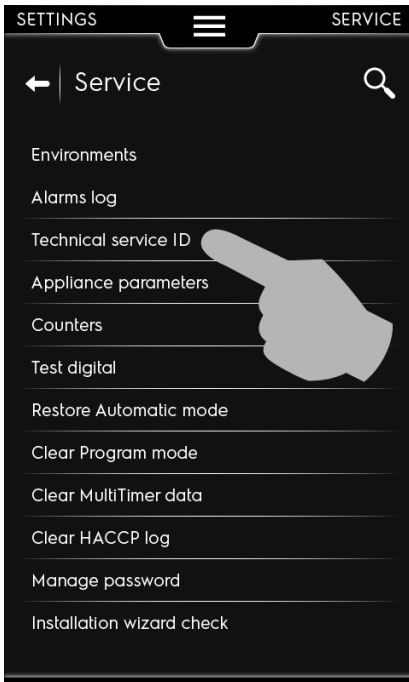 SETTINGS SERVICE
Service
Environments
Alarms log
Technical service ID
Appliance parameters
Counters
Test digital
Restore Automatic mode
Clear Program mode
Clear MultiTimer data
Clear HACCP log
Manage password
Installation wizard check